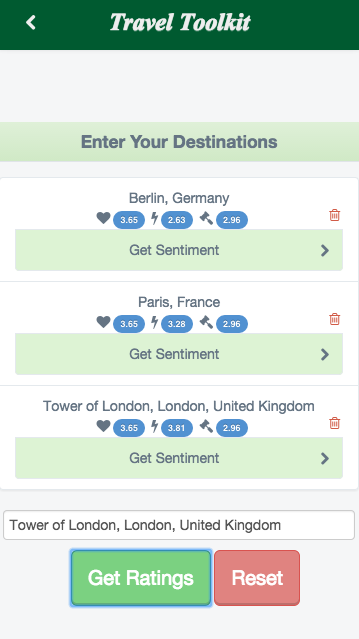 Travel Toolkit
Enter Your Destinations
Berlin, Germany
3.65 2.63 2.96
Get Sentiment
Paris, France
3.65 3.28 2.96
Get Sentiment
Tower of London, London, United Kingdom
3.65 3.81 2.96
Get Sentiment
Tower of London, London, United Kingdom
Get Ratings Reset